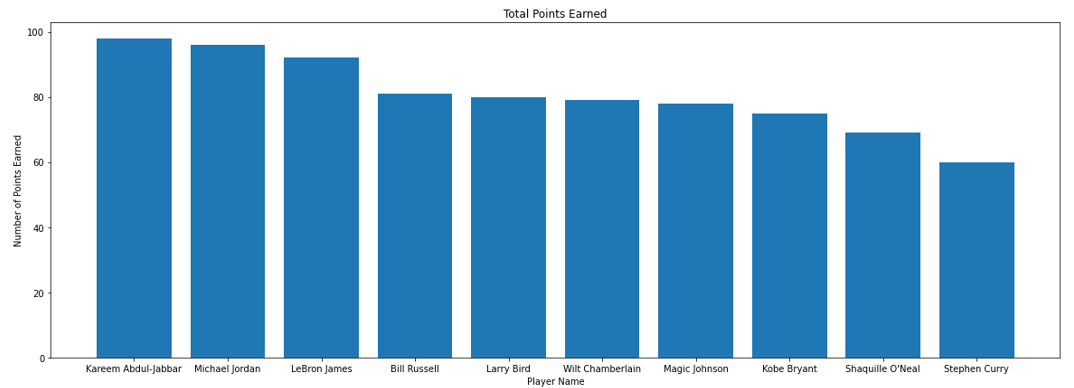 Total Points Earned
Number of Points Earned
100
80
60
40
20
0
Kareem Abdul-Jabbar Michael Jordan LeBron James Bill Russell Larry Bird Wilt Chamberlain Magic Johnson Kobe Bryant Shaquille O'Neal Stephen Curry
Player Name